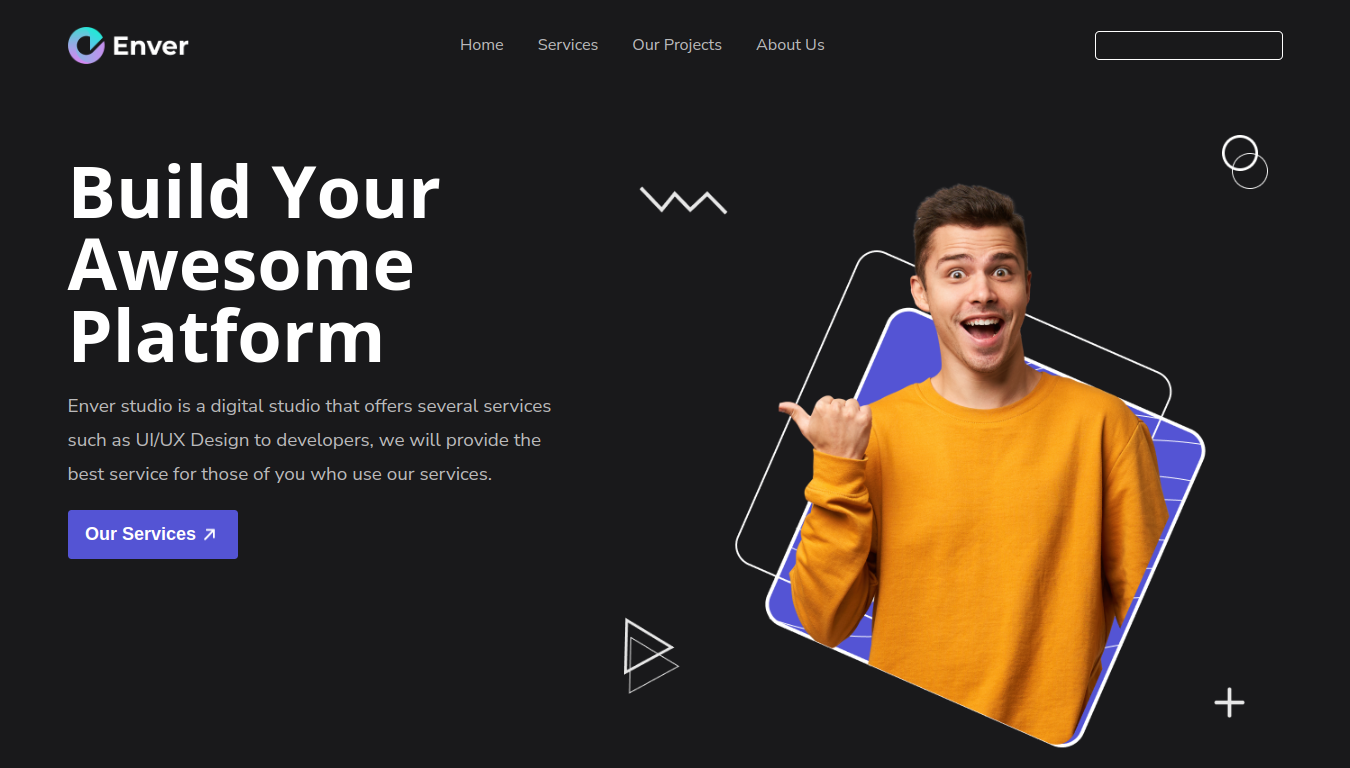 Enver
Home
Services
Our Projects
About Us
Build Your
Awesome
Platform
Enver studio is a digital studio that offers several services
such as UI/UX Design to developers, we will provide the
best service for those of you who use our services.
Our Services